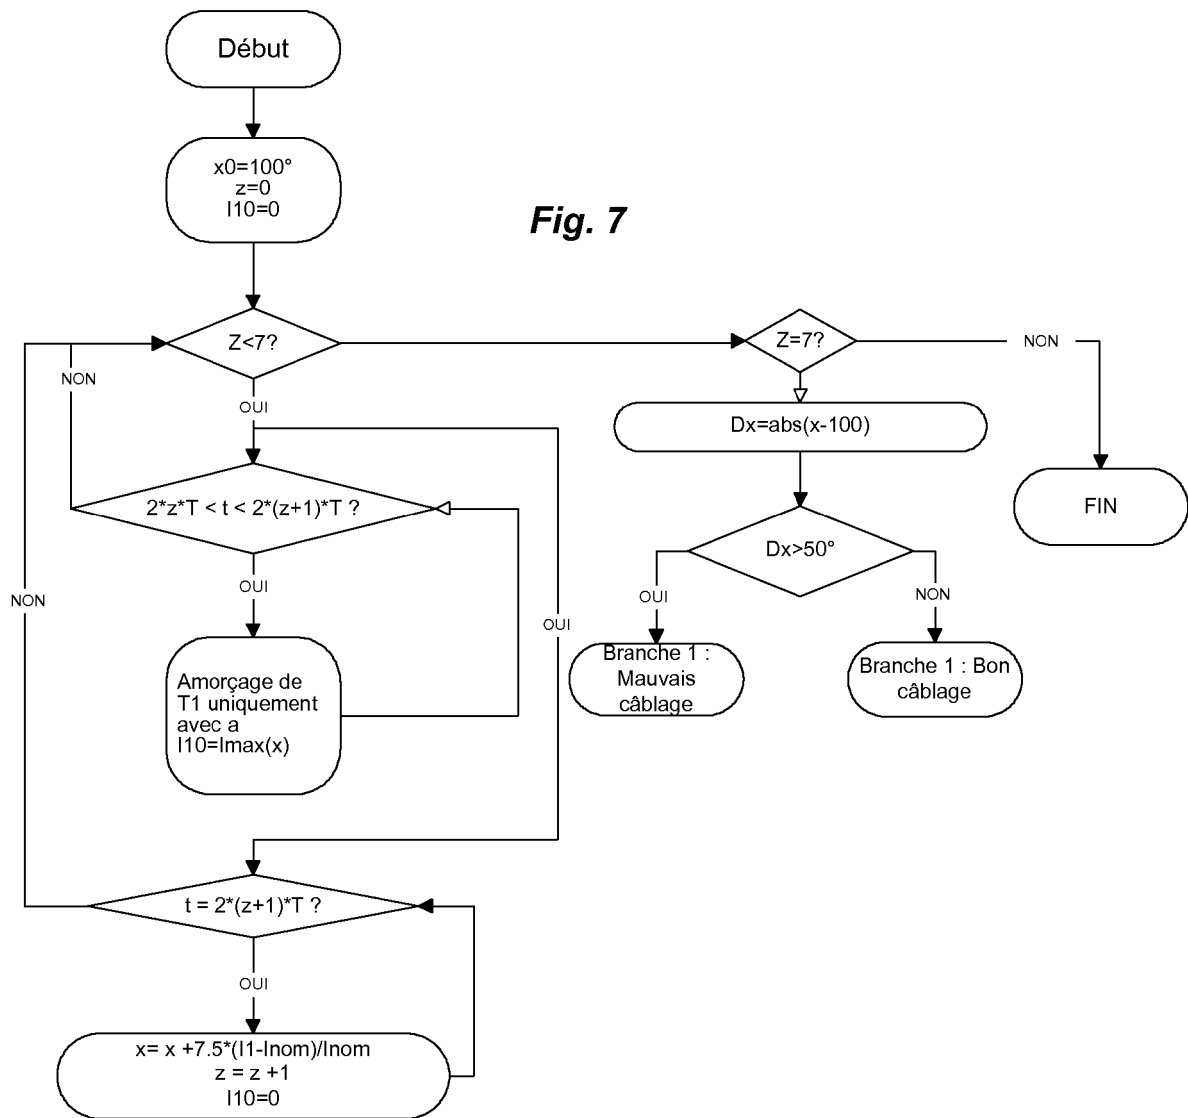 Début
x0=100°
z=0
I10=0
Fig. 7
Z<7?
Z=7?
NON
NON
OUI
Dx=abs(x-100)
2*z*T < t < 2*(z+1)*T ?
FIN
Dx>50°
OUI
NON
OUI
NON
OUI
Amorçage de
T1 uniquement
avec a
I10=Imax(x)
Branche 1 :
Mauvais
câblage
Branche 1 : Bon
câblage
t = 2*(z+1)*T ?
OUI
x= x +7.5*(I1-Inom)/Inom
z = z +1
I10=0